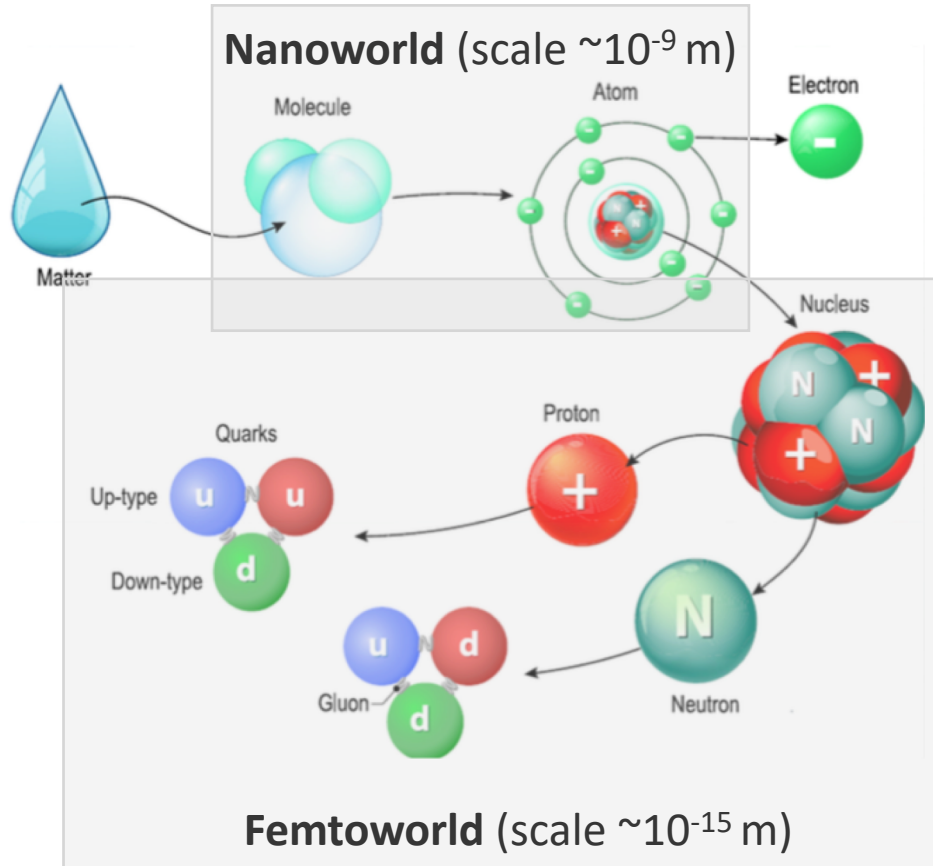 Nanoworld (scale ~10⁻⁹ m)
Molecule
Atom
Electron
-
-
-
-
-
-
-
-
-
N
N
+
+
Matter
Nucleus
N
+
N
+
Proton
+
Quarks
Up-type
u
u
Down-type
d
N
Neutron
u
d
Gluon
d
Femtoworld (scale ~10⁻¹⁵ m)